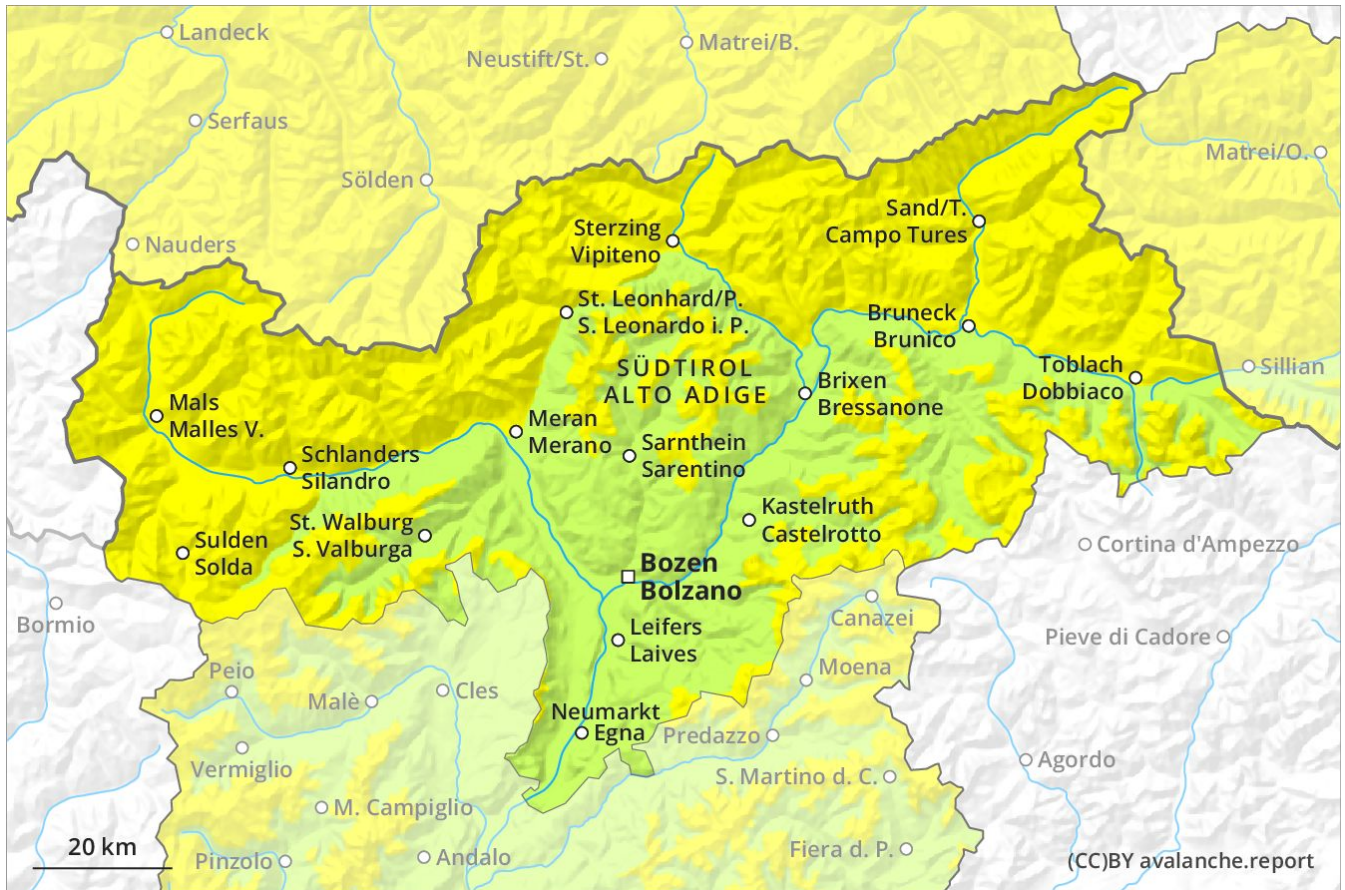 Landeck
Neustift/St.
Matrei/B.
Serfaus
Matrei/O.
Sölden
Sand/T.
Campo Tures
Sterzing
Vipiteno
Nauders
St. Leonhard/P.
S. Leonardo i. P.
Bruneck
Brunico
SÜDTIROL
ALTO ADIGE
Toblach
Dobbiaco
Sillian
Brixen
Bressanone
Mals
Malles V.
Meran
Merano
Sarnthein
Sarentino
Schlanders
Silandro
Kastelruth
Castelrotto
St. Walburg
S. Valburga
Sulden
Solda
Cortina d'Ampezzo
Bozen
Bolzano
Bormio
Canazei
Leifers
Laives
Pieve di Cadore
Peio
Moena
Malè
Cles
Neumarkt
Egna
Predazzo
Vermiglio
Agordo
S. Martino d. C.
M. Campiglio
20 km
Pinzolo
Andalo
Fiera d. P.
(CC)BY avalanche.report